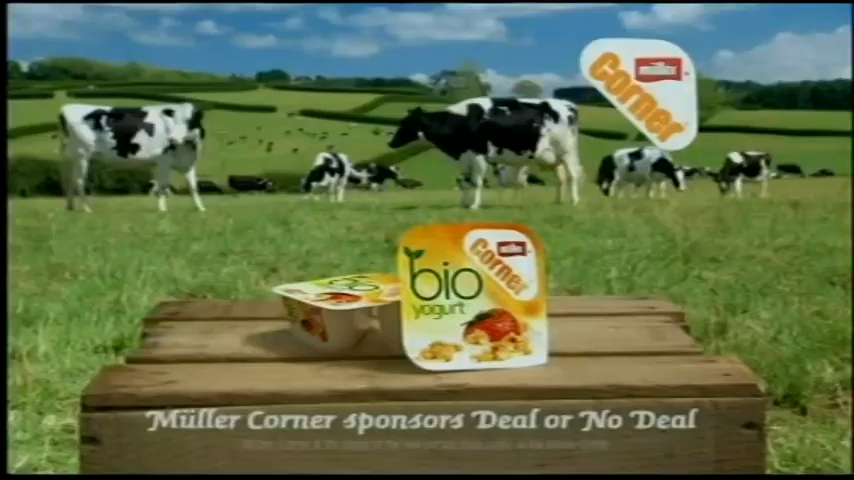 müller
Corner
bio
müller
Corner
bio
yogurt
Müller Corner sponsors Deal or No Deal